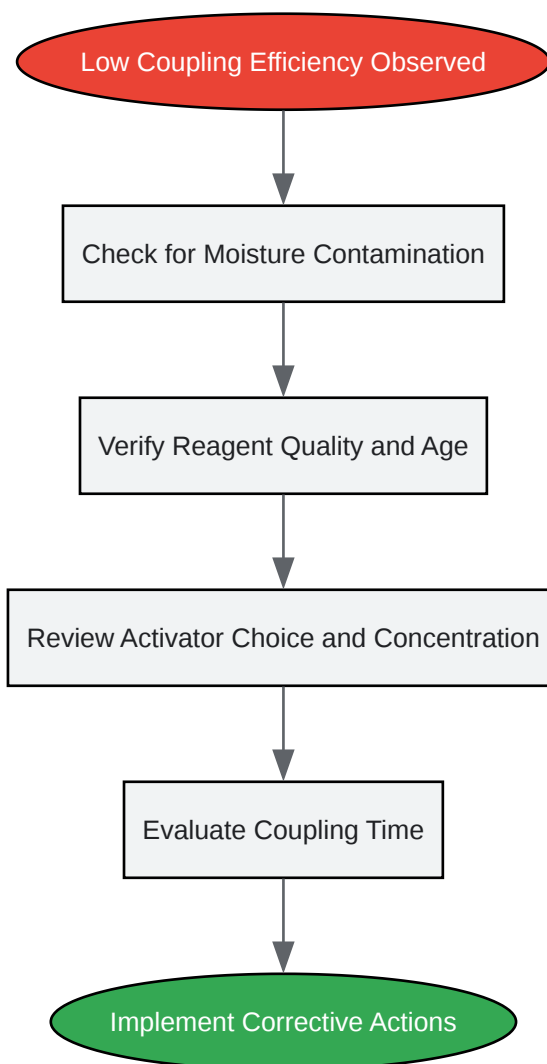 Low Coupling Efficiency Observed
Check for Moisture Contamination
Verify Reagent Quality and Age
Review Activator Choice and Concentration
Evaluate Coupling Time
Implement Corrective Actions